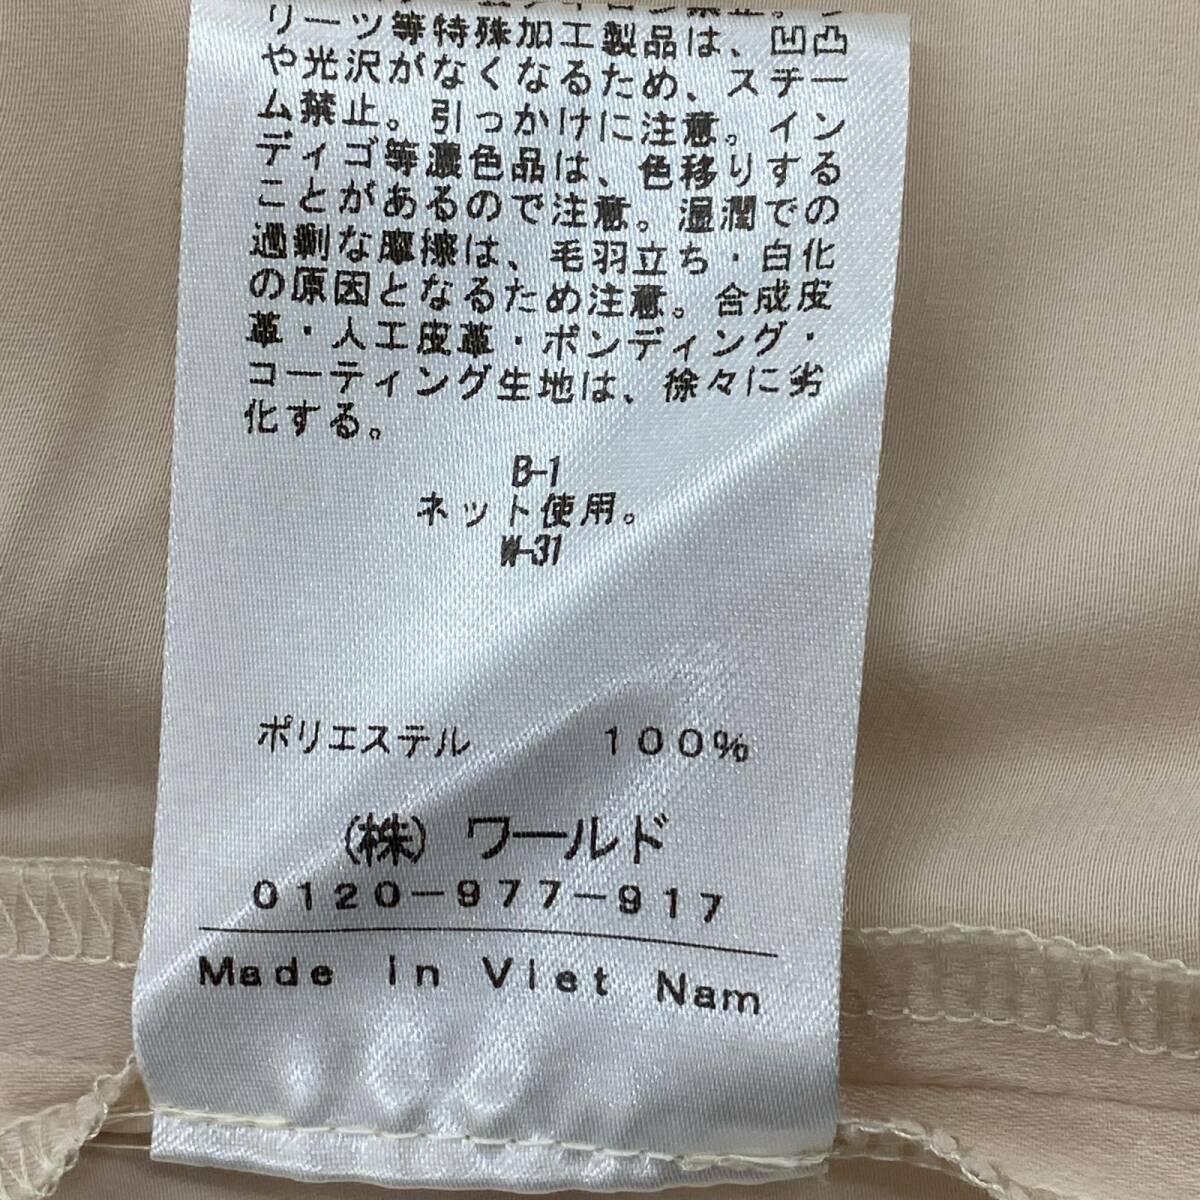 リーツ等特殊加工製品は、凹凸
や光沢がなくなるため、スチー
ム禁止。引っかけに注意。イン
ディゴ等濃色品は、色移りする
ことがあるので注意。湿潤での
過剰な摩擦は、毛羽立ち・白化
の原因となるため注意。合成皮
革・人工皮革・ボンディング・
コーティング生地は、徐々に劣
化する。
B-1
ネット使用。
W-31
ポリエステル 100%
(株) ワールド
0120-977-917
Made in Viet Nam